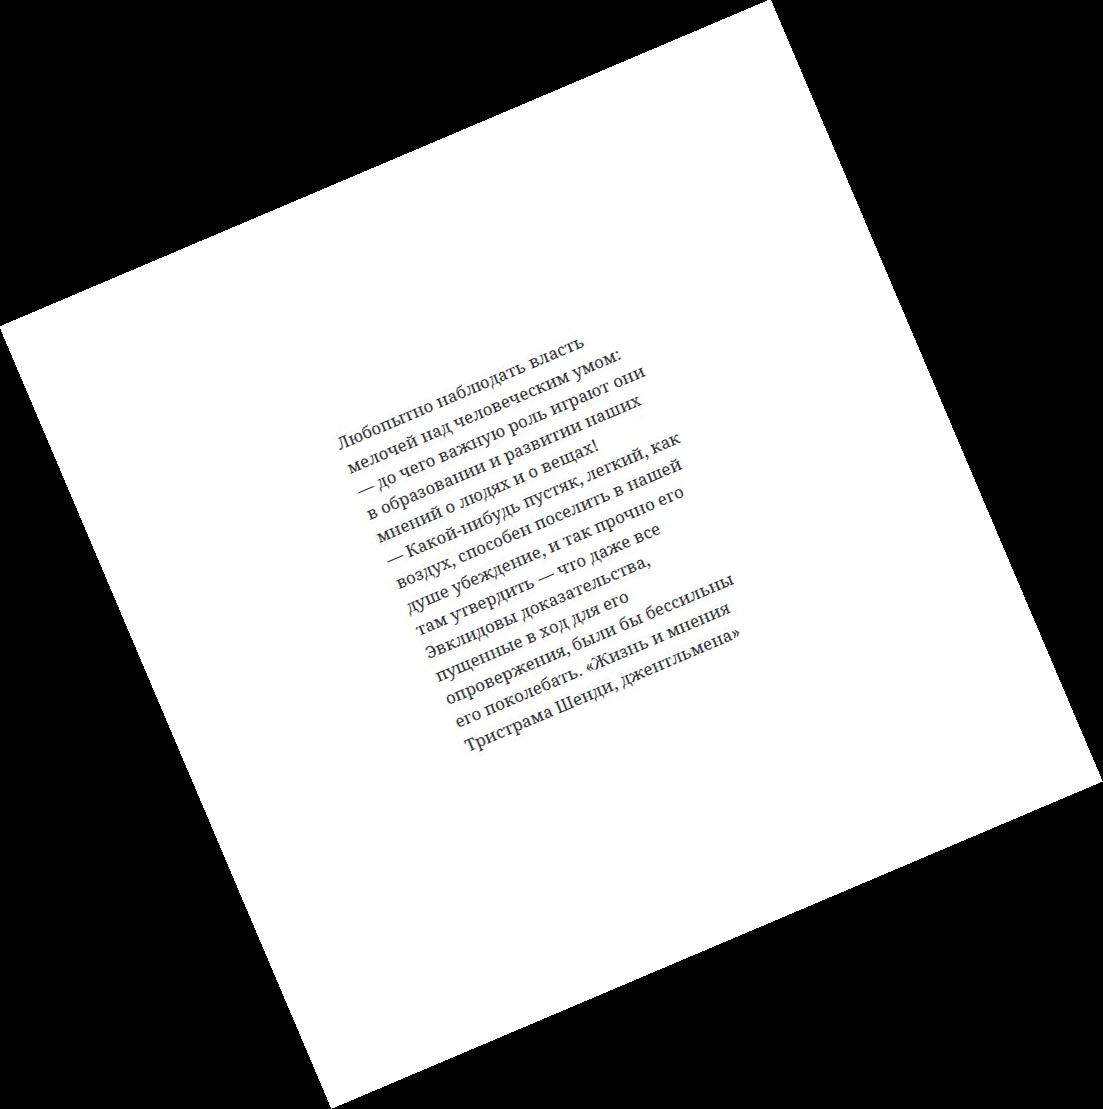 Любопытно наблюдать власть
мелочей над человеческим умом:
— до чего важную роль играют они
в образовании и развитии наших
мнений о людях и о вещах!
— Какой-нибудь пустяк, легкий, как
воздух, способен поселить в нашей
душе убеждение, и так прочно его
там утвердить — что даже все
Эвклидовы доказательства,
пущенные в ход для его
опровержения, были бы бессильны
его поколебать. «Жизнь и мнения
Тристрама Шенди, джентльмена»